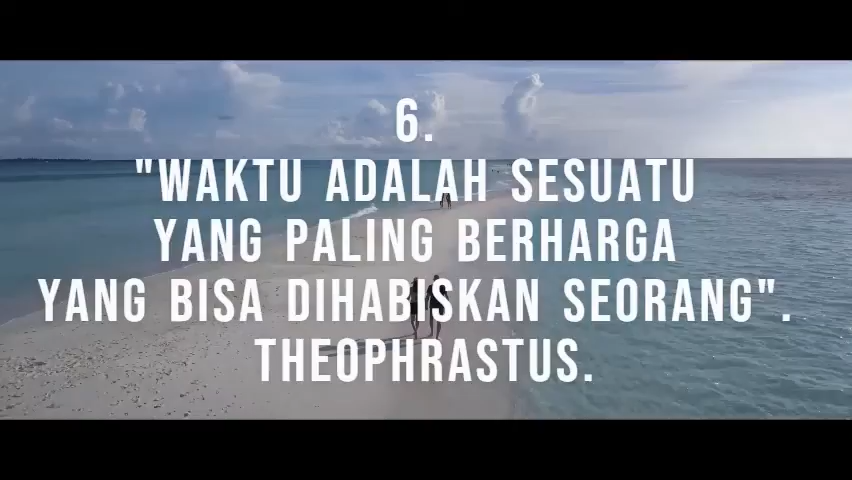 6.
"WAKTU ADALAH SESUATU
YANG PALING BERHARGA
YANG BISA DIHABISKAN SEORANG".
THEOPHRASTUS.